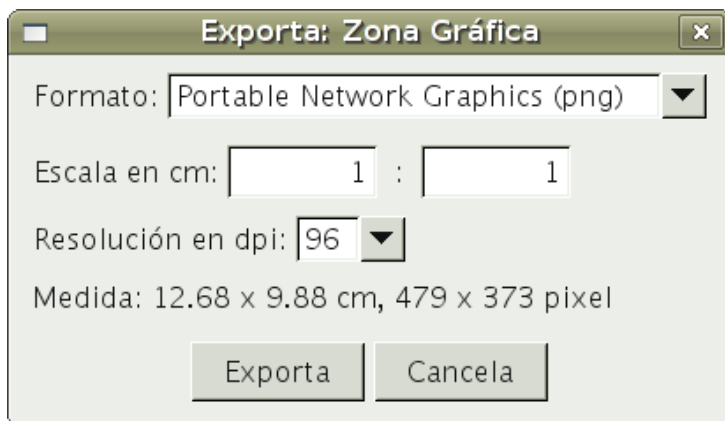 Exporta: Zona Gráfica
Formato: Portable Network Graphics (png)
Escala en cm: 1 : 1
Resolución en dpi: 96
Medida: 12.68 x 9.88 cm, 479 x 373 pixel
Exporta Cancela